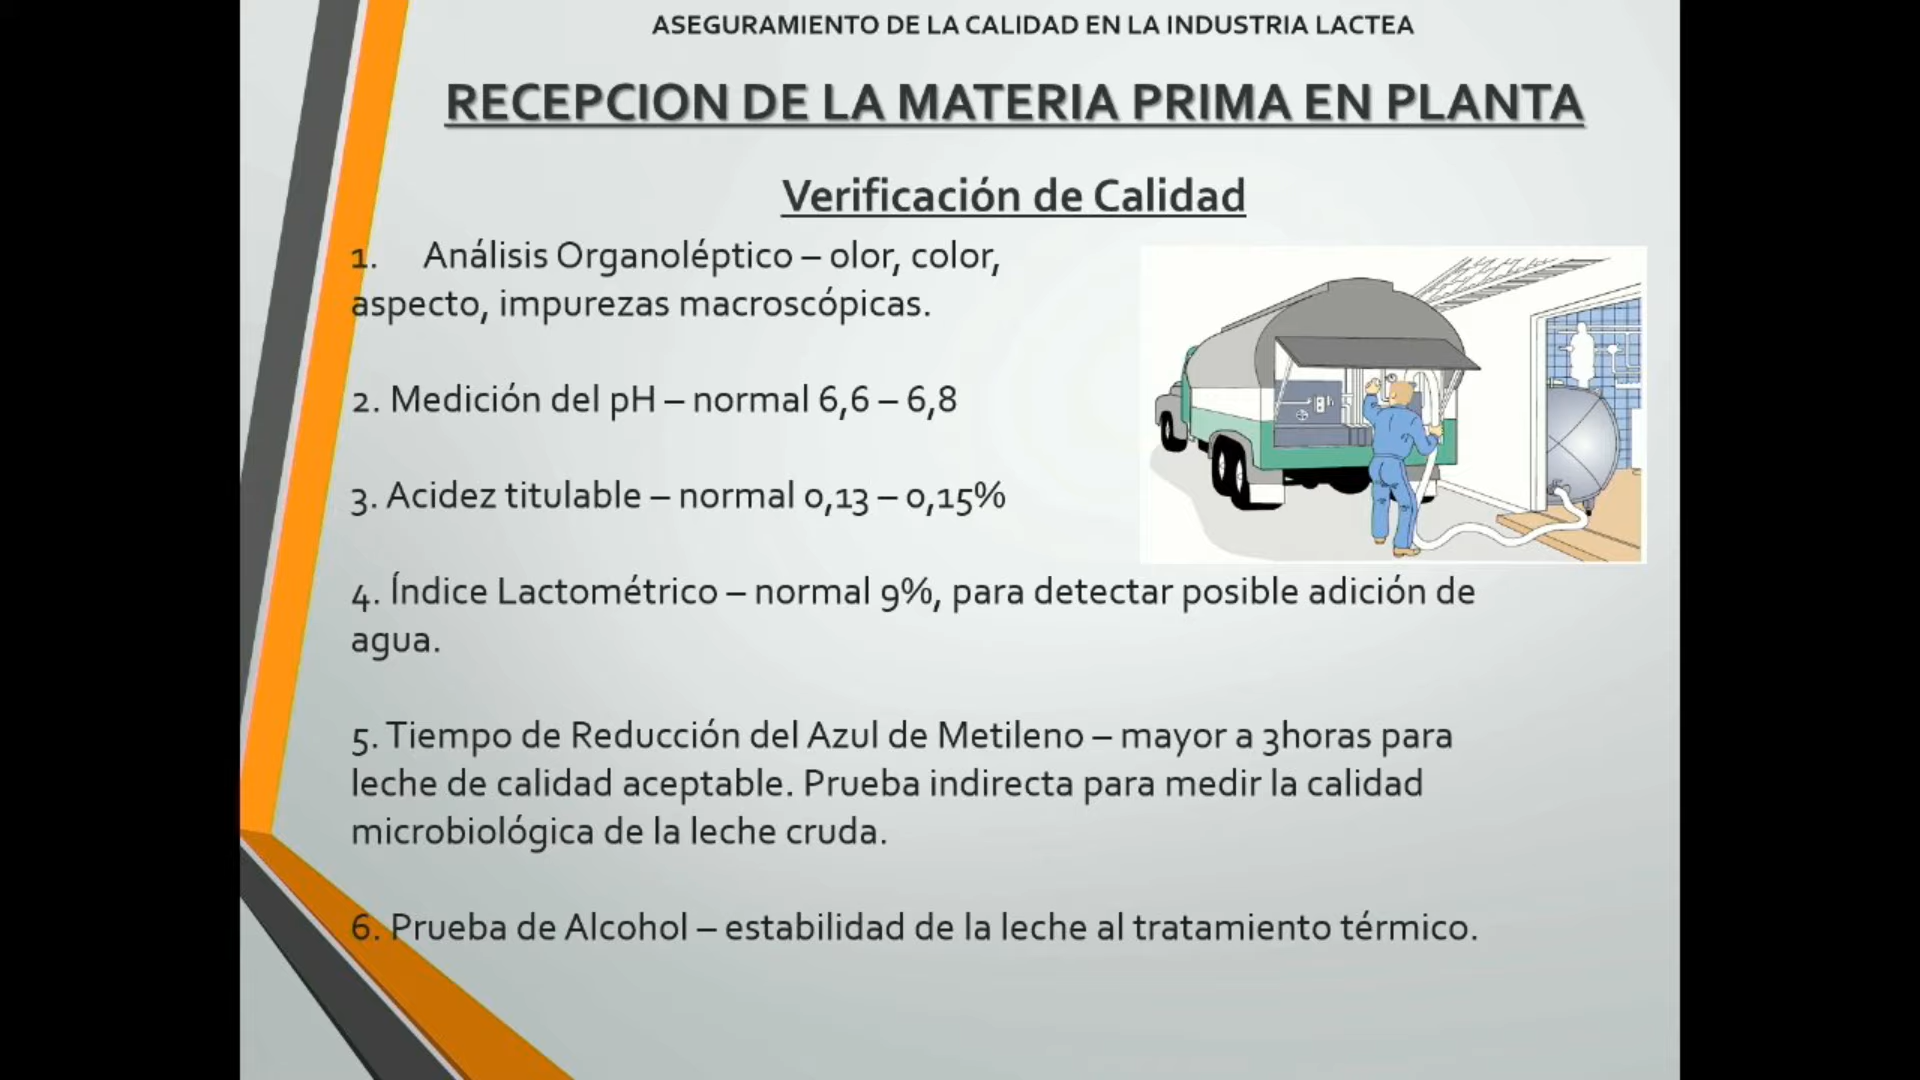 ASEGURAMIENTO DE LA CALIDAD EN LA INDUSTRIA LACTEA
RECEPCION DE LA MATERIA PRIMA EN PLANTA
Verificación de Calidad
1. Análisis Organoléptico – olor, color,
aspecto, impurezas macroscópicas.
2. Medición del pH – normal 6,6 – 6,8
3. Acidez titulable – normal 0,13 – 0,15%
4. Índice Lactométrico – normal 9%, para detectar posible adición de
agua.
5. Tiempo de Reducción del Azul de Metileno – mayor a 3horas para
leche de calidad aceptable. Prueba indirecta para medir la calidad
microbiológica de la leche cruda.
6. Prueba de Alcohol – estabilidad de la leche al tratamiento térmico.